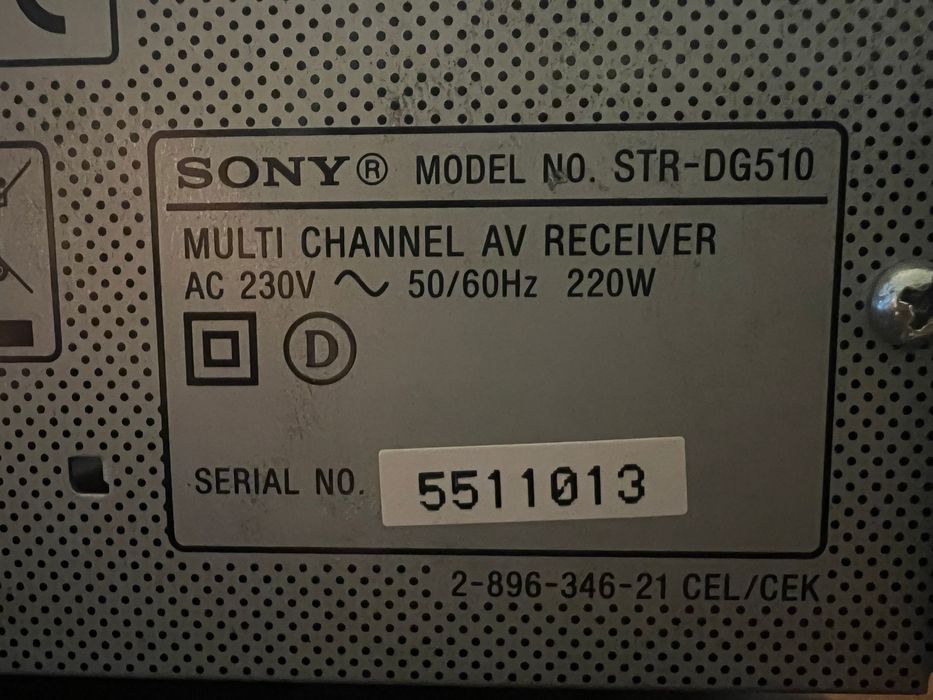 SONY® MODEL NO. STR-DG510
MULTI CHANNEL AV RECEIVER
AC 230V ~ 50/60Hz 220W
D
SERIAL NO. 5511013
2-896-346-21 CEL/CEK